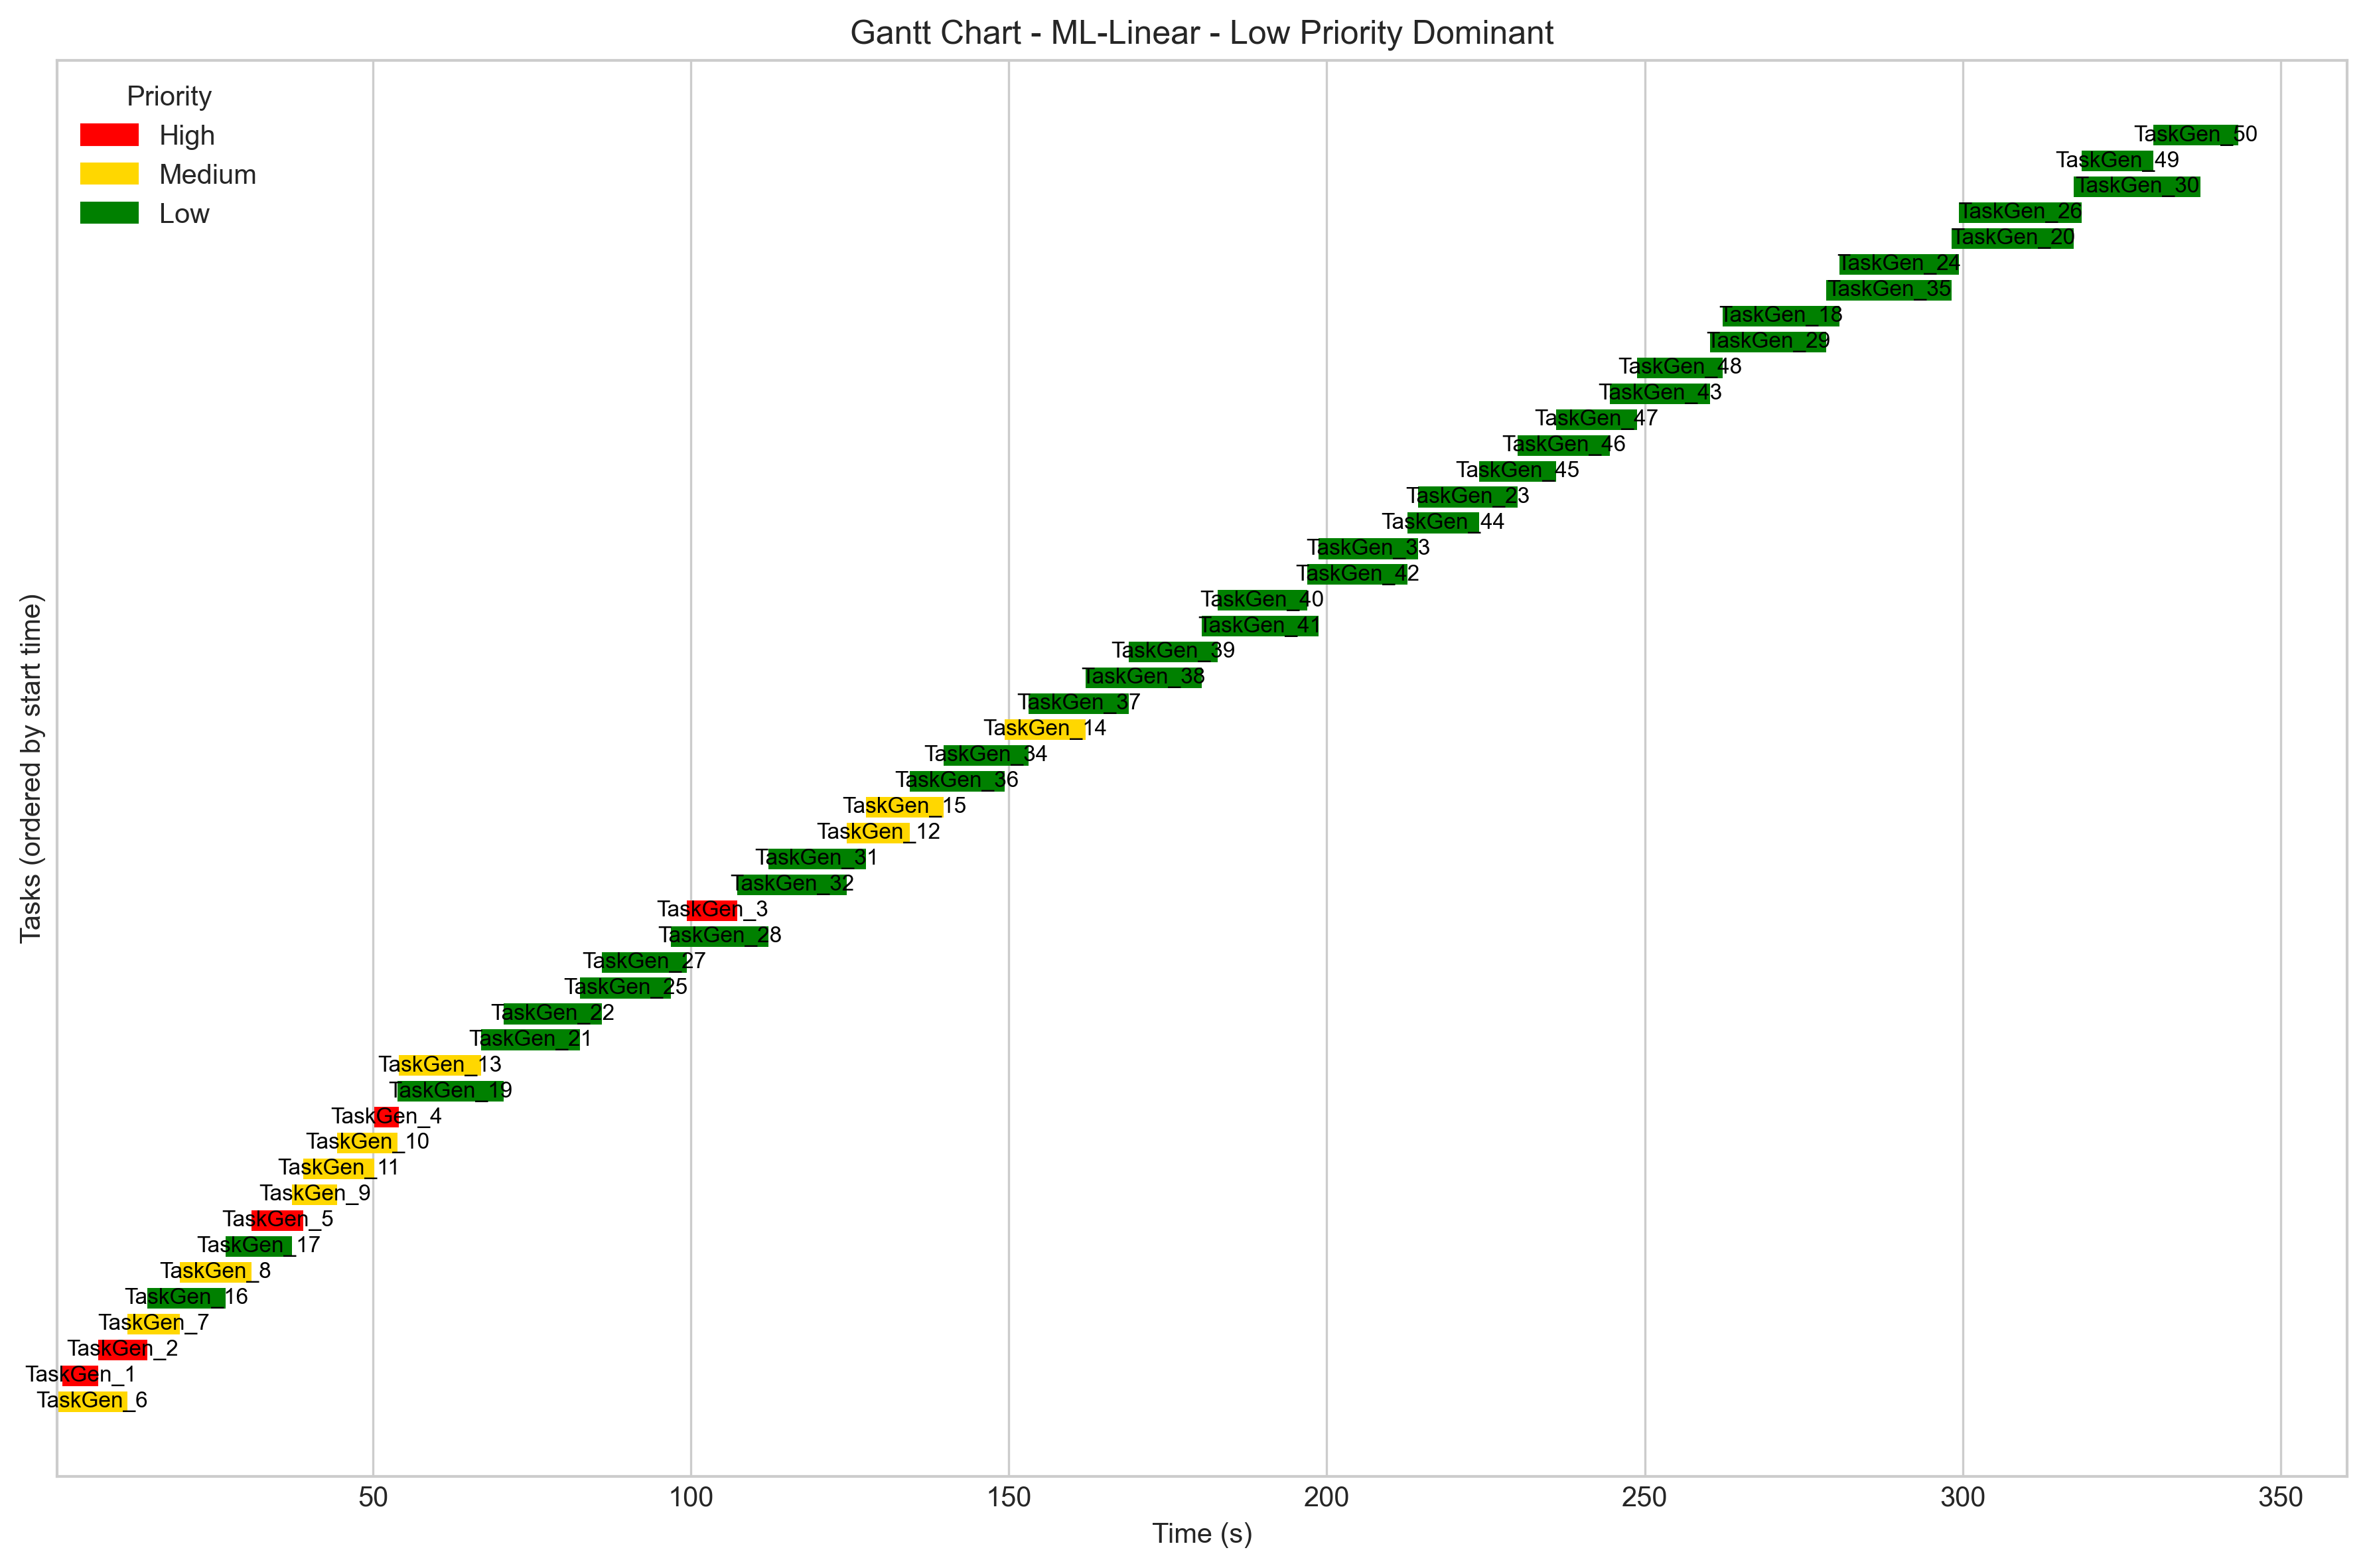 Gantt Chart - ML-Linear - Low Priority Dominant
Priority
High
Medium
Low
TaskGen_50
TaskGen_49
TaskGen_30
TaskGen_26
TaskGen_20
TaskGen_24
TaskGen_35
TaskGen_18
TaskGen_29
TaskGen_48
TaskGen_43
TaskGen_47
TaskGen_46
TaskGen_45
TaskGen_23
TaskGen_44
TaskGen_33
TaskGen_42
TaskGen_40
TaskGen_41
TaskGen_39
TaskGen_38
TaskGen_37
TaskGen_14
TaskGen_34
TaskGen_36
TaskGen_15
TaskGen_12
TaskGen_31
TaskGen_32
TaskGen_3
TaskGen_28
TaskGen_27
TaskGen_25
TaskGen_22
TaskGen_21
TaskGen_13
TaskGen_19
TaskGen_4
TaskGen_10
TaskGen_11
TaskGen_9
TaskGen_5
TaskGen_17
TaskGen_8
TaskGen_16
TaskGen_7
TaskGen_2
TaskGen_1
TaskGen_6
Tasks (ordered by start time)
50 100 150 200 250 300 350
Time (s)